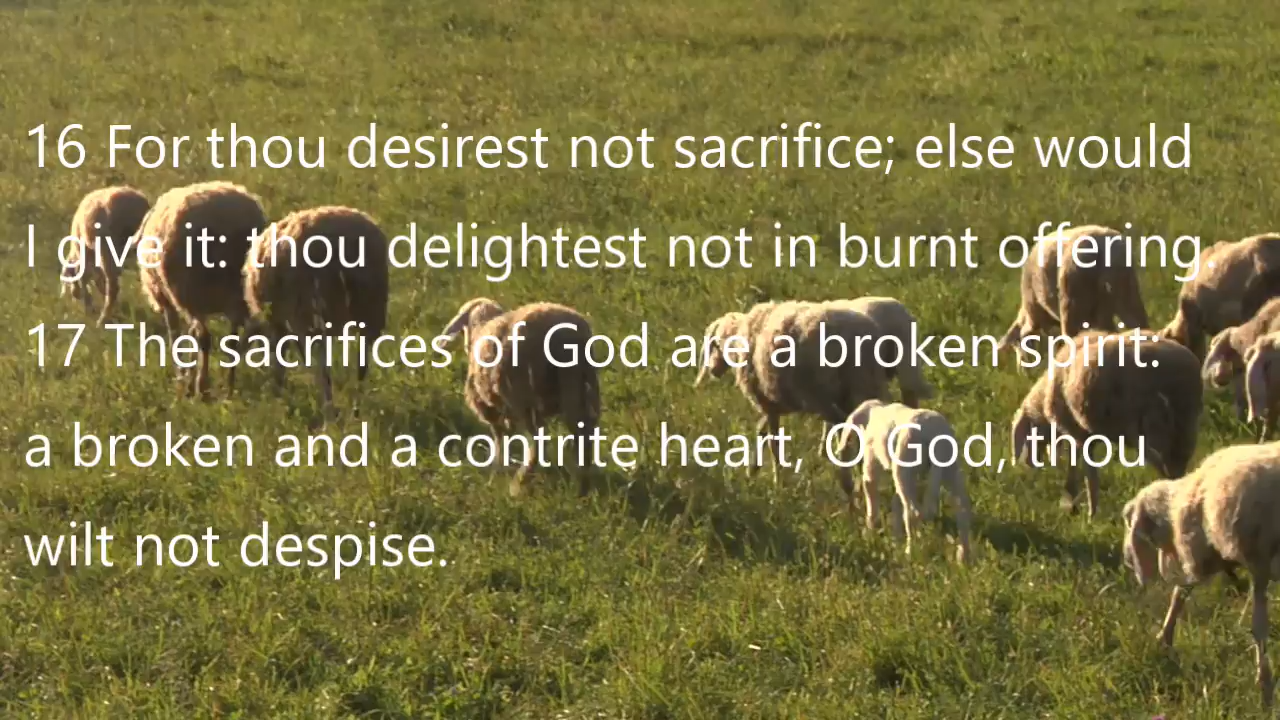 16 For thou desirest not sacrifice; else would
I give it: thou delightest not in burnt offering.
17 The sacrifices of God are a broken spirit:
a broken and a contrite heart, O God, thou
wilt not despise.